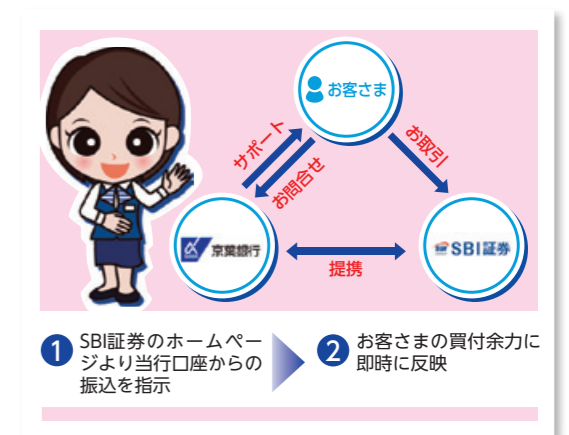 お客さま
サポート
お問合せ
お取引
京葉銀行
SBI証券
提携
1 SBI証券のホームペー
ジより当行口座からの
振込を指示
2 お客さまの買付余力に
即時に反映